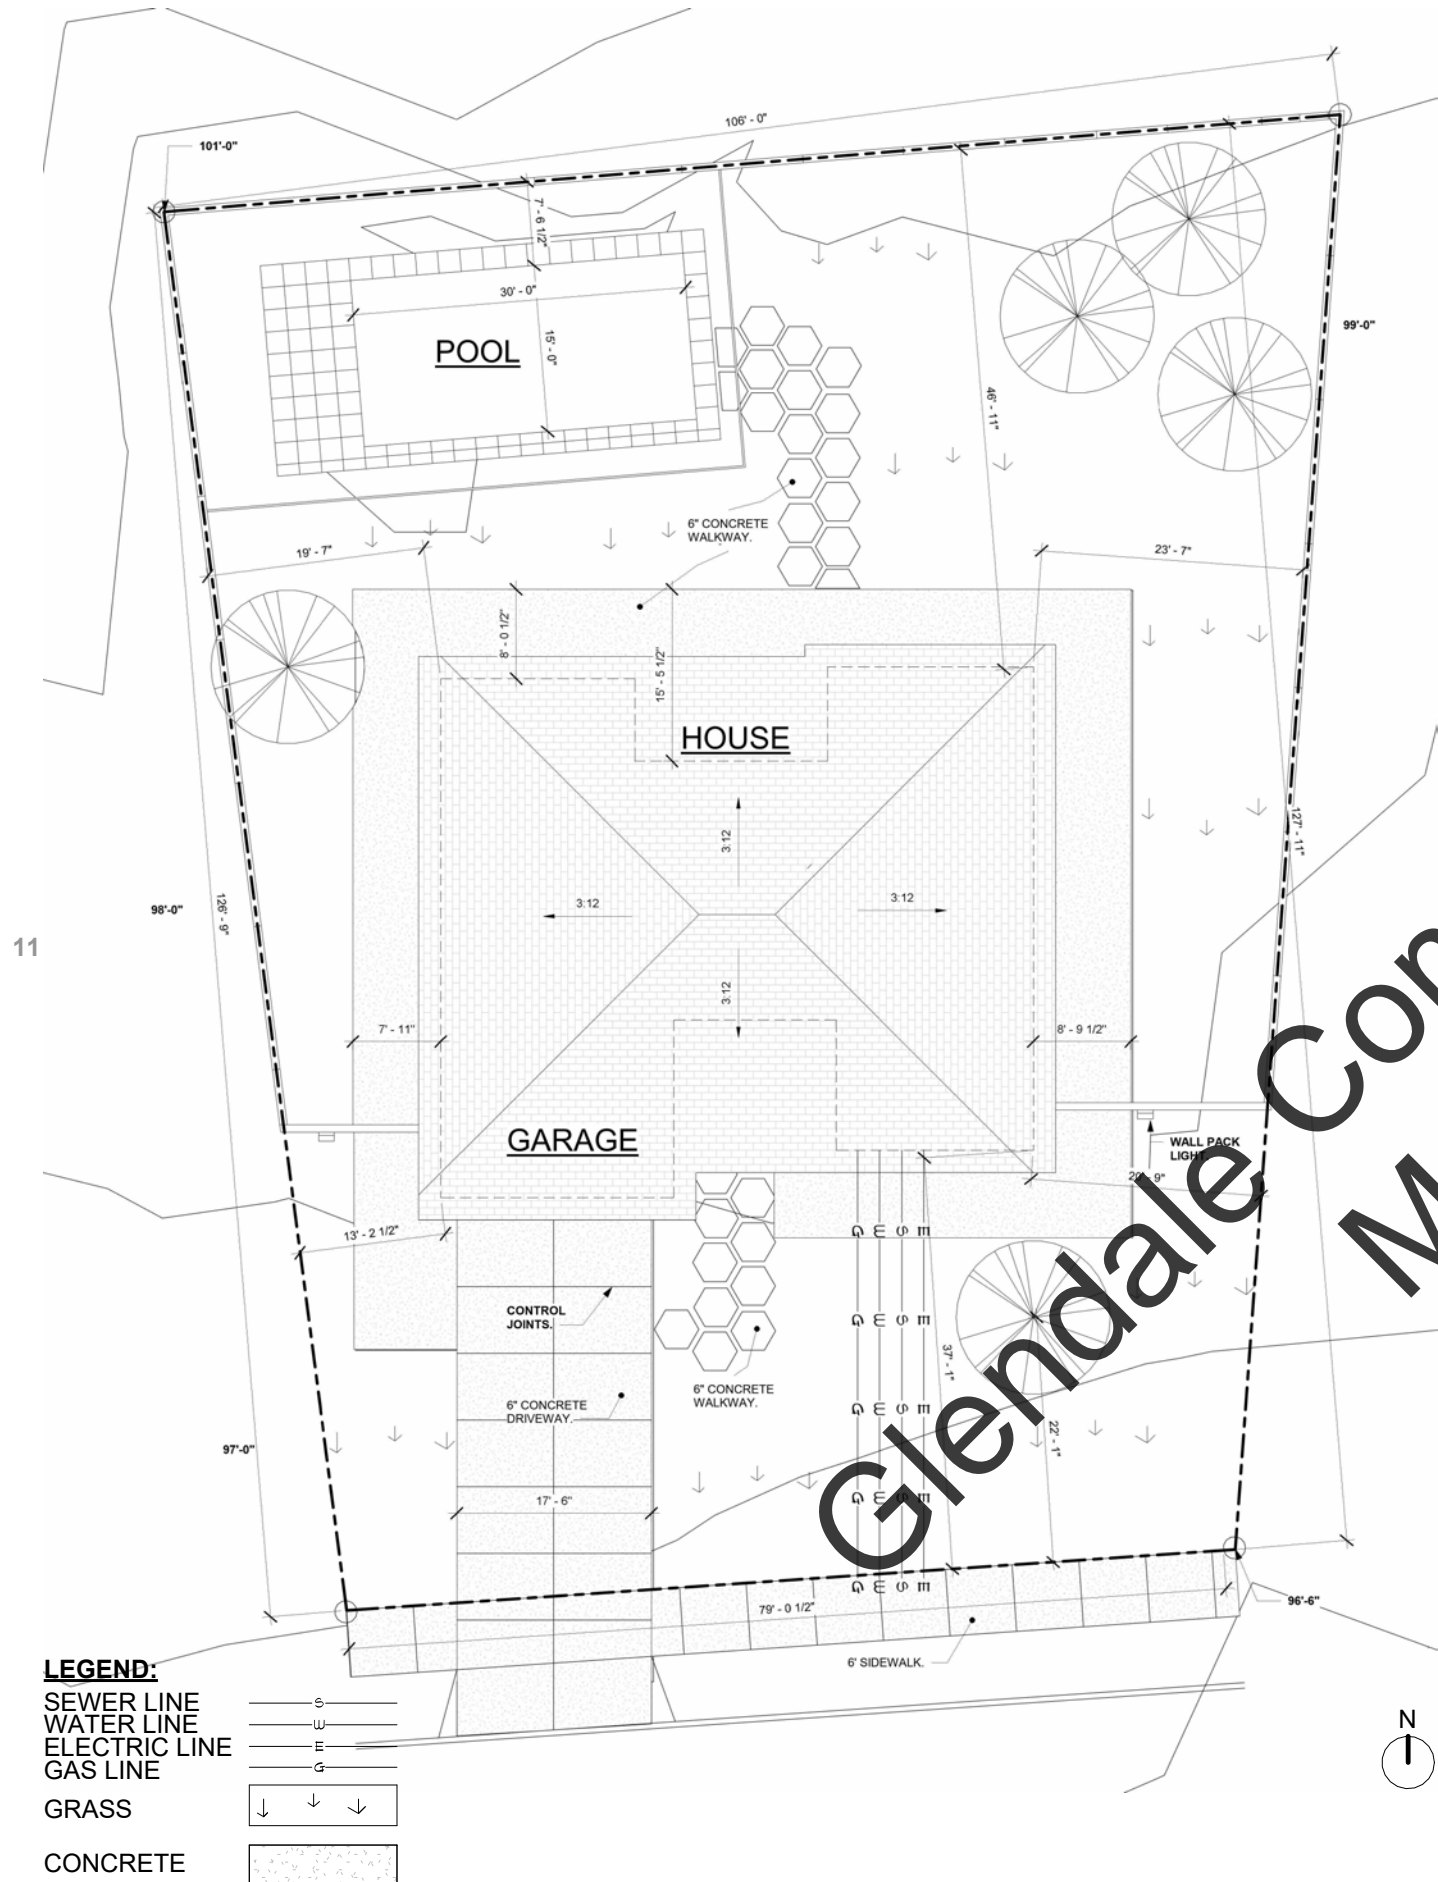 106' - 0"
101'-0"
7' - 6 1/2"
30' - 0"
15' - 0"
POOL
99'-0"
46' - 11"
6" CONCRETE
WALKWAY.
19' - 7"
23' - 7"
8' - 0 1/2"
15' - 5 1/2"
HOUSE
3:12
127' - 11"
3:12
3:12
98'-0"
126' - 9"
11
3:12
7' - 11"
8' - 9 1/2"
GARAGE
WALL PACK
LIGHT.
13' - 2 1/2"
G W S E
CONTROL
JOINTS.
G W S E
37' - 1"
6" CONCRETE
WALKWAY.
6" CONCRETE
DRIVEWAY.
G W S E
22' - 1"
97'-0"
17' - 6"
G W S E
G W S E
79' - 0 1/2"
96'-6"
6' SIDEWALK.
Glendale Con
M
LEGEND:
SEWER LINE S
WATER LINE W
ELECTRIC LINE E
GAS LINE G
GRASS
CONCRETE
N